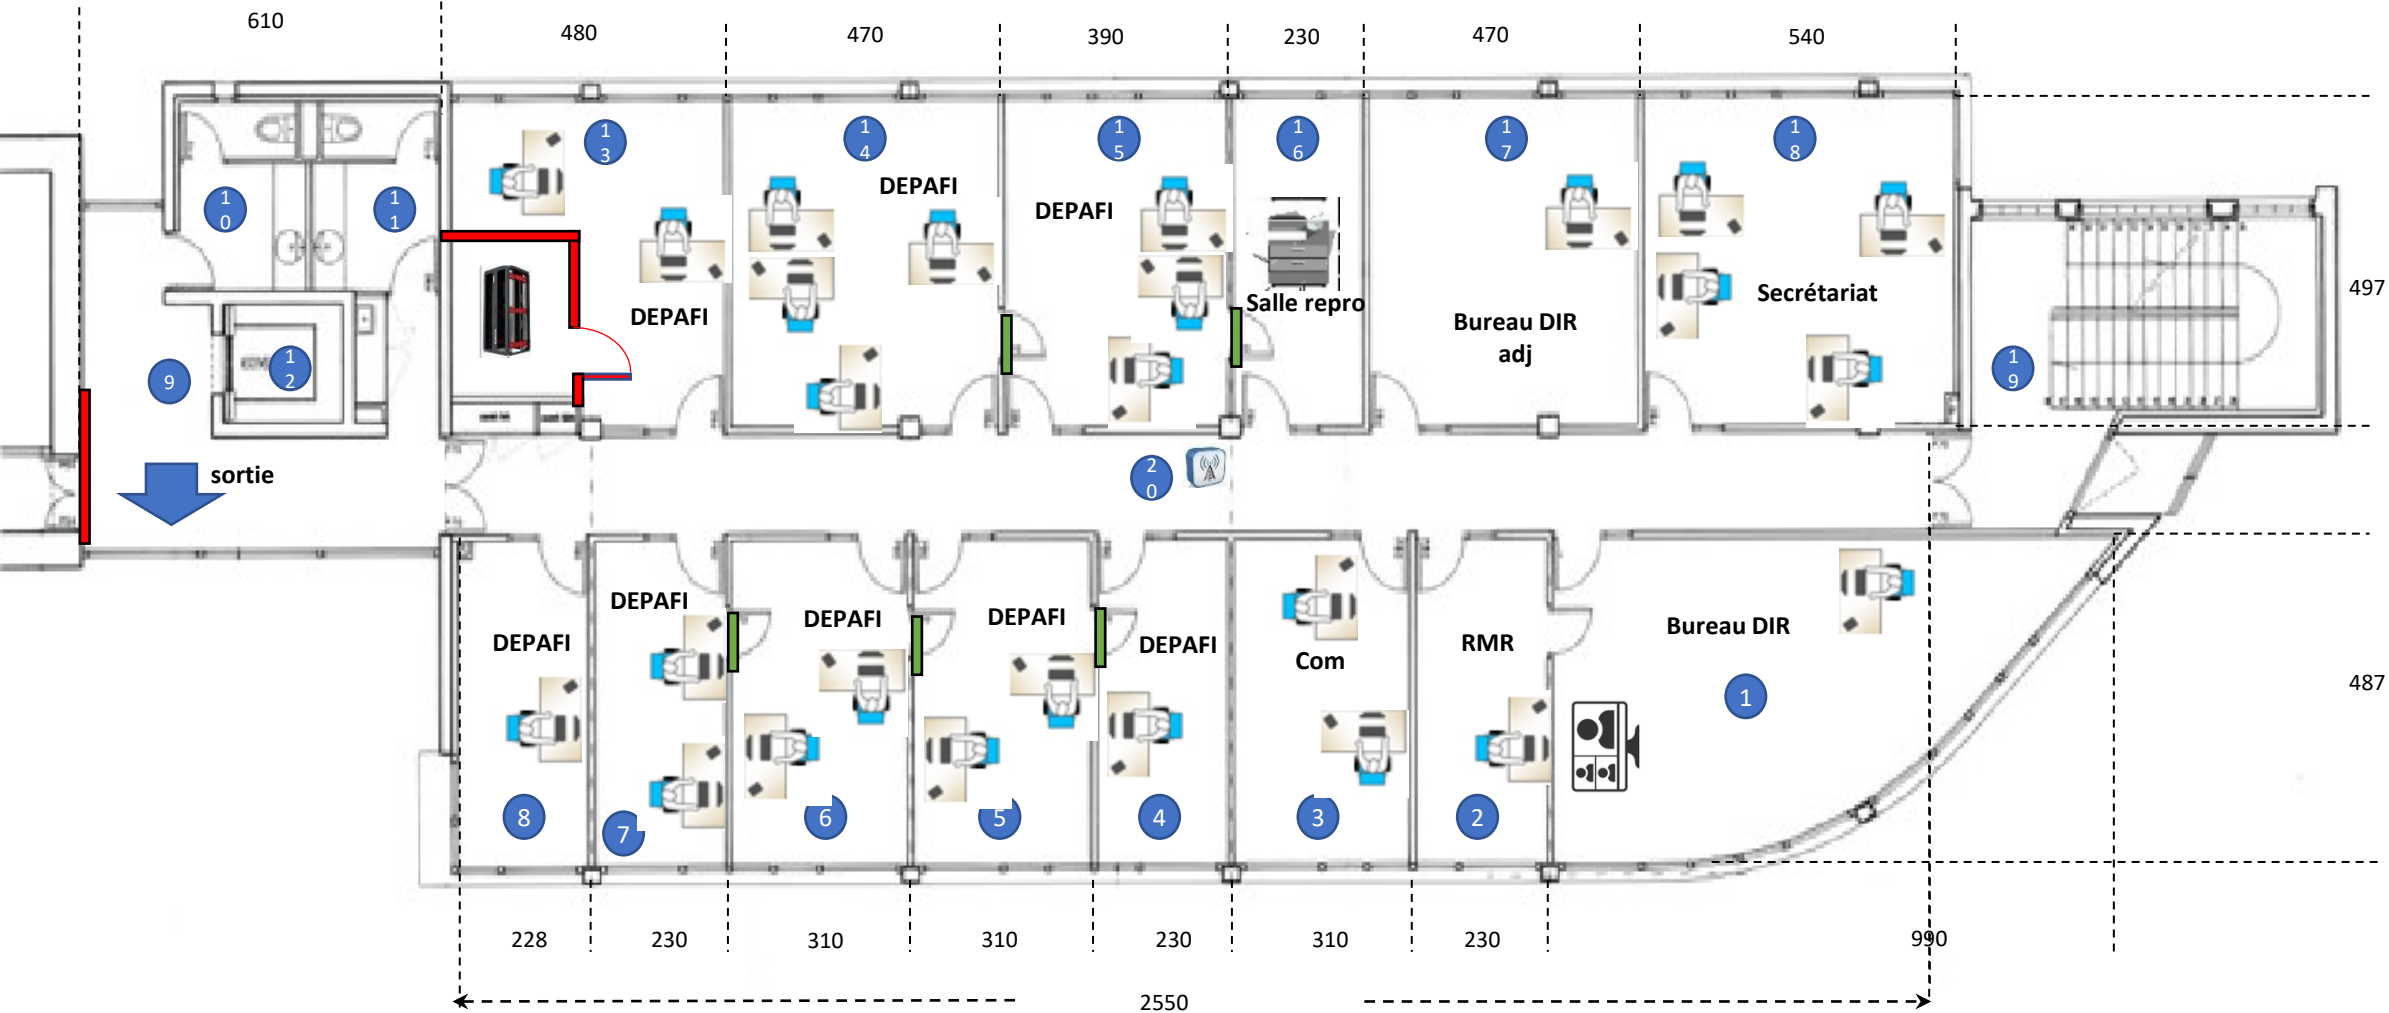 610
480
470
390
230
470
540
13
14
15
16
17
18
DEPAFI
DEPAFI
10
11
497
Secrétariat
Salle repro
DEPAFI
Bureau DIR
adj
12
9
19
sortie
20
DEPAFI
DEPAFI
DEPAFI
DEPAFI
DEPAFI
Com
RMR
Bureau DIR
487
1
8
7
6
5
4
3
2
228
230
310
310
230
310
230
990
2550